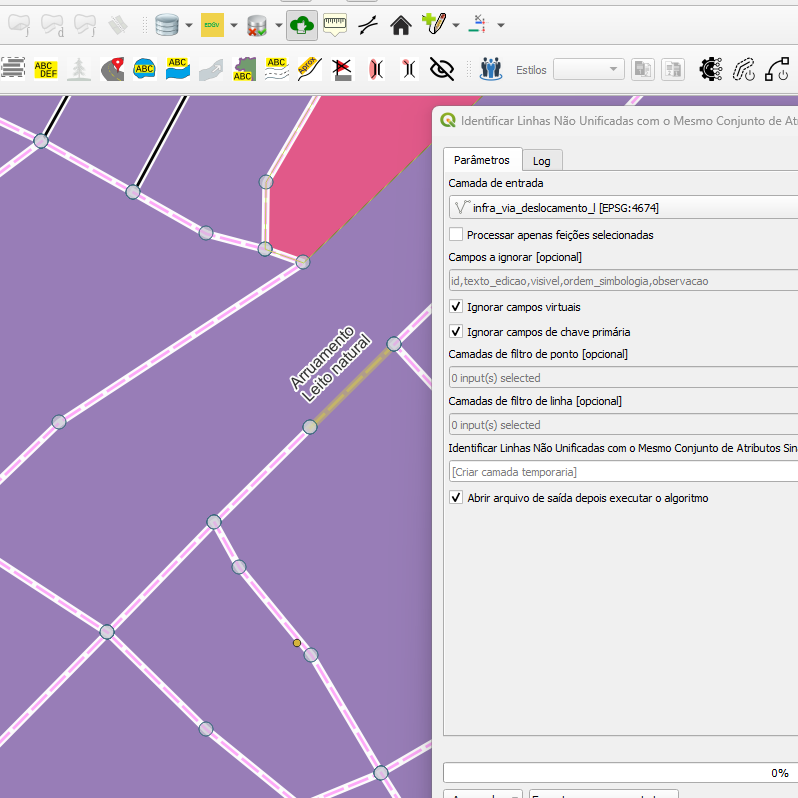 EDGV
ABC
DEF
ABC
ABC
ABC
ABC
Aprox
Estilos
Identificar Linhas Não Unificadas com o Mesmo Conjunto de Atri
Parâmetros
Log
Camada de entrada
infra_via_deslocamento_l [EPSG:4674]
Processar apenas feições selecionadas
Campos a ignorar [opcional]
id,texto_edicao,visivel,ordem_simbologia,observacao
Ignorar campos virtuais
Ignorar campos de chave primária
Camadas de filtro de ponto [opcional]
0 input(s) selected
Camadas de filtro de linha [opcional]
0 input(s) selected
Identificar Linhas Não Unificadas com o Mesmo Conjunto de Atributos Sin
[Criar camada temporaria]
Abrir arquivo de saída depois executar o algoritmo
Arruamento
Leito natural
0%